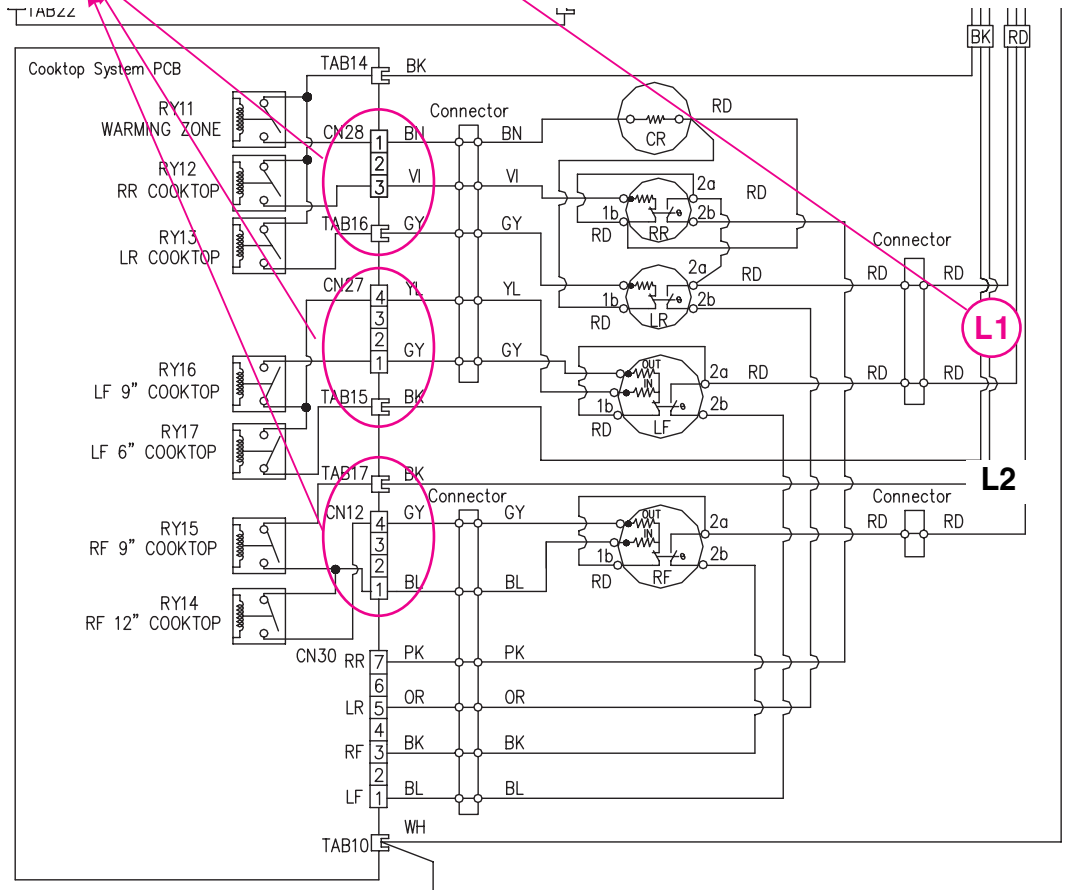 TAB22
BK RD
Cooktop System PCB
TAB14 BK
RY11
WARMING ZONE
RY12
RR COOKTOP
RY13
LR COOKTOP
CN28
1
2
3
TAB16
Connector
BN BN
VI VI
GY GY
CR
RD
2a
1b
2b
RD
RR
RD
2a
1b
2b
RD
LR
RD
Connector
RD RD
L1
CN27
4
3
2
1
YL YL
GY GY
RY16
LF 9” COOKTOP
RY17
LF 6” COOKTOP
TAB15 BK
OUT
IN
2a
1b
2b
RD
LF
RD RD RD
L2
TAB17 BK
CN12
4
3
2
1
Connector
GY GY
BL BL
RY15
RF 9” COOKTOP
RY14
RF 12” COOKTOP
OUT
IN
2a
1b
2b
RD
RF
Connector
RD RD
CN30
RR 7 PK PK
6
LR 5 OR OR
4
RF 3 BK BK
2
LF 1 BL BL
TAB10 WH